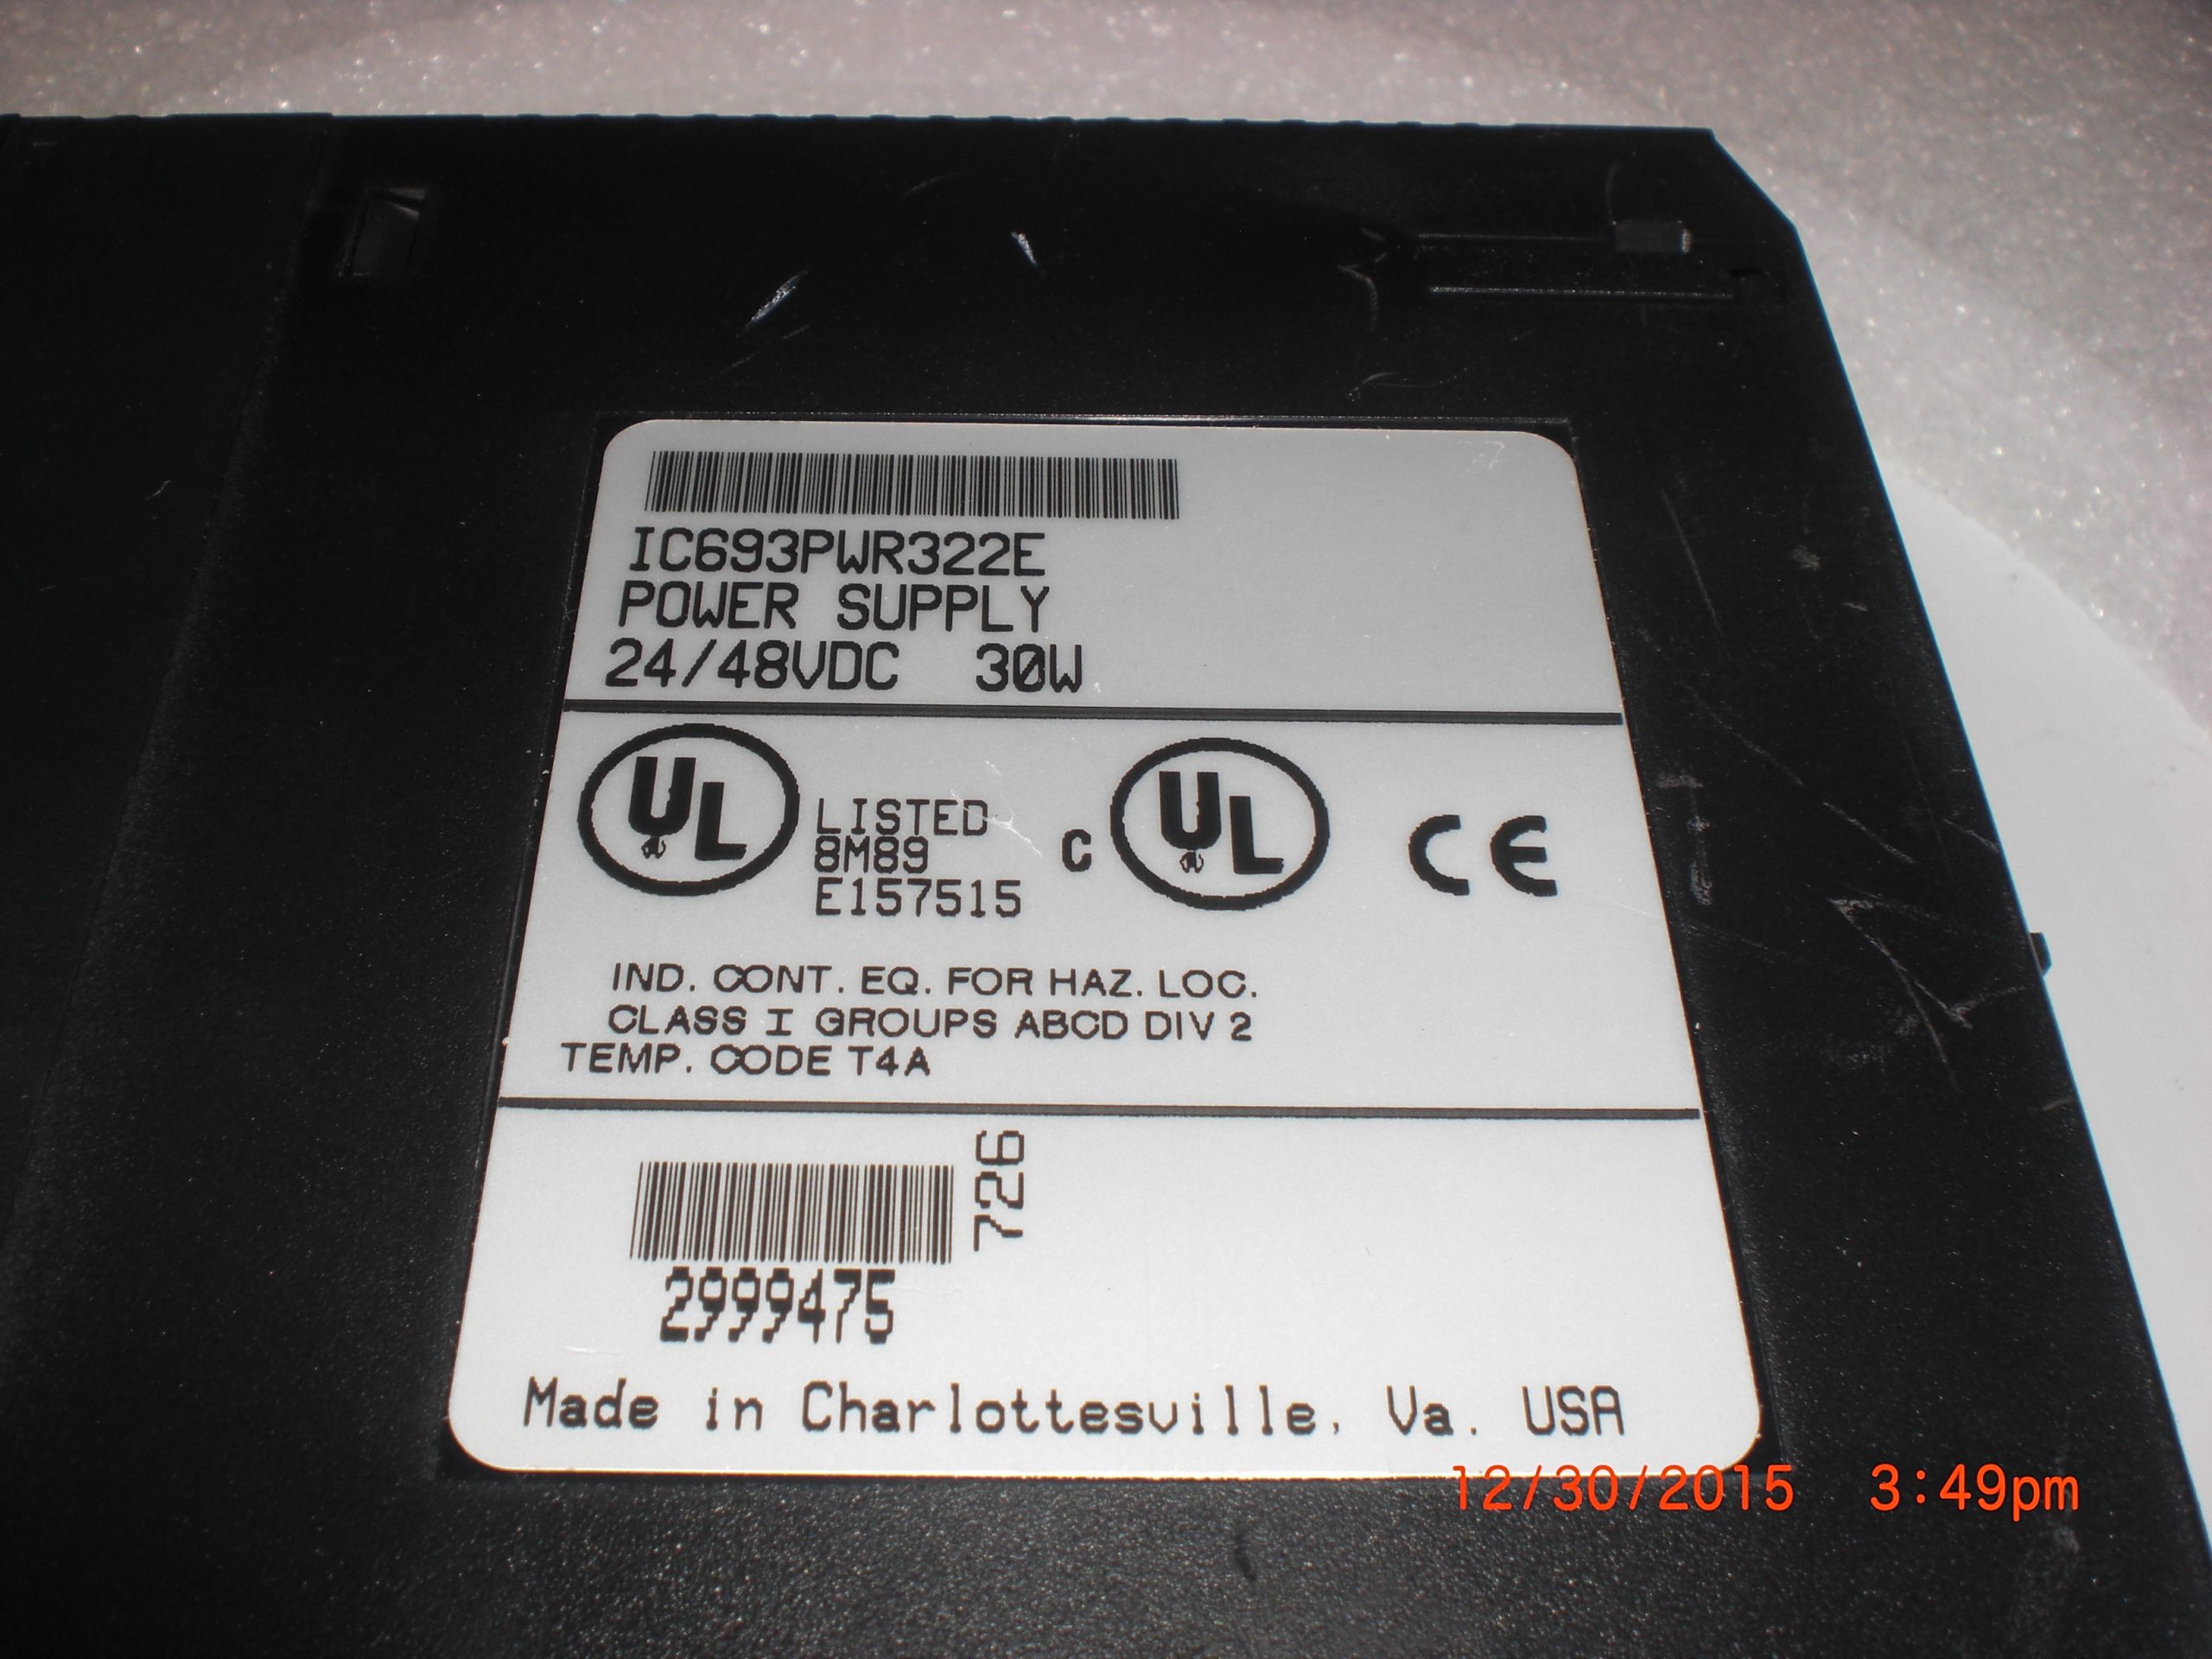 IC693PWR322E
POWER SUPPLY
24/48VDC 30W
UL LISTED
8M89
E157515
C UL CE
IND. CONT. EQ. FOR HAZ. LOC.
CLASS I GROUPS ABCD DIV 2
TEMP. CODE T4A
726
2999475
Made in Charlottesville, Va. USA
12/30/2015 3:49pm